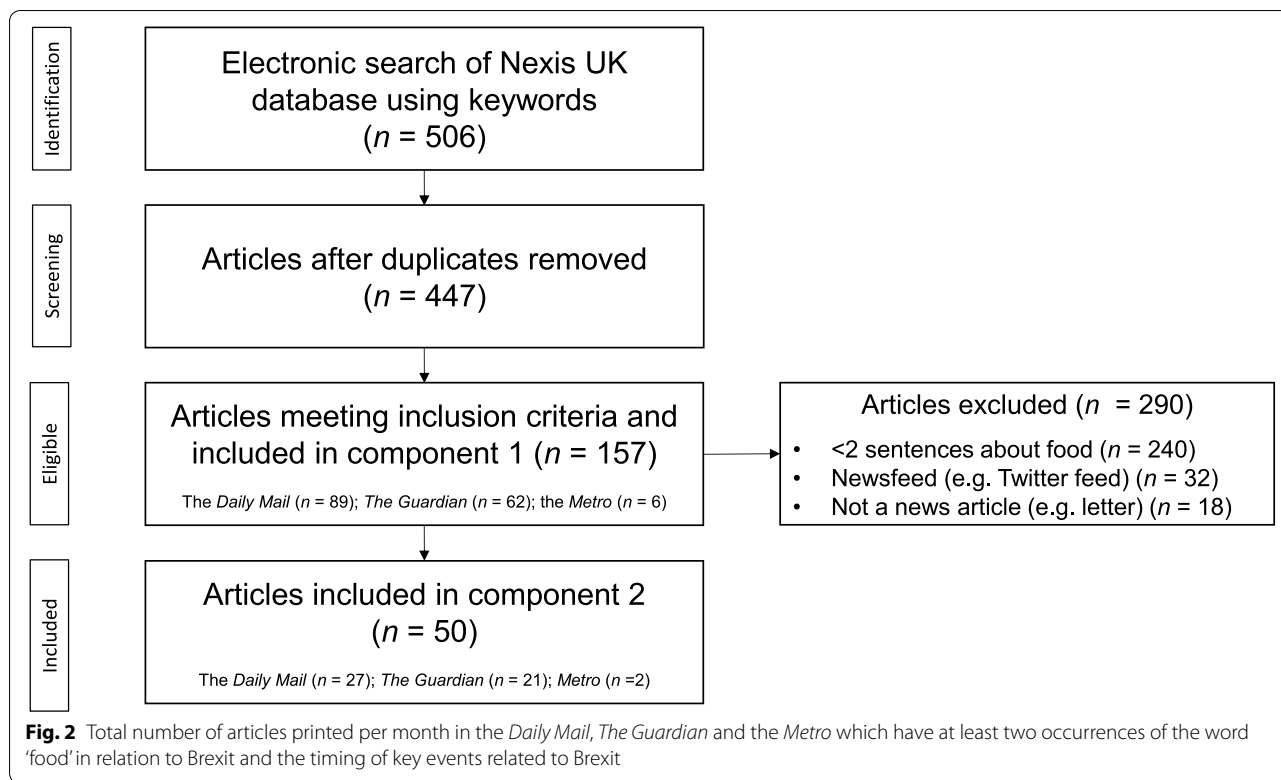 Identification
Electronic search of Nexis UK
database using keywords
(n = 506)
Screening
Articles after duplicates removed
(n = 447)
Eligible
Articles meeting inclusion criteria and
included in component 1 (n = 157)
The Daily Mail (n = 89); The Guardian (n = 62); the Metro (n = 6)
Articles excluded (n = 290)
• <2 sentences about food (n = 240)
• Newsfeed (e.g. Twitter feed) (n = 32)
• Not a news article (e.g. letter) (n = 18)
Included
Articles included in component 2
(n = 50)
The Daily Mail (n = 27); The Guardian (n = 21); Metro (n =2)
Fig. 2 Total number of articles printed per month in the Daily Mail, The Guardian and the Metro which have at least two occurrences of the word
‘food’ in relation to Brexit and the timing of key events related to Brexit